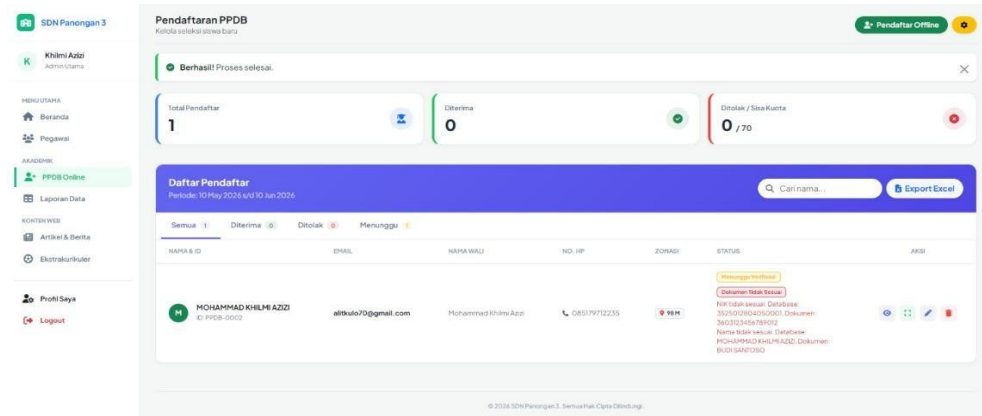 SDN Panongan 3
Khilmi Azizi
Admin Utama
MENU UTAMA
Beranda
Pegawai
AKADEMIK
PPDB Online
Laporan Data
KONTEN WEB
Artikel & Berita
Ekstrakurikuler
Profil Saya
Logout
Pendaftaran PPDB
Kelola seleksi siswa baru
Pendaftar Offline
Berhasil! Proses selesai.
Total Pendaftar
1
Diterima
0
Ditolak / Sisa Kuota
0 / 70
Daftar Pendaftar
Periode: 10 May 2026 s/d 10 Jun 2026
Cari nama...
Export Excel
Semua 1 Diterima 0 Ditolak 0 Menunggu 1
NAMA & ID EMAIL NAMA WALI NO. HP ZONASI STATUS AKSI
M
MOHAMMAD KHILMI AZIZI
ID: PPDB-0002
alitkulo70@gmail.com
Mohammad Khilmi Azizi
085179712235
98 M
Menunggu Verifikasi
Dokumen Tidak Sesuai
NIK tidak sesuai. Database:
3525012804050001, Dokumen:
3603123456789012
Nama tidak sesuai. Database:
MOHAMMAD KHILMI AZIZI, Dokumen:
BUDI SANTOSO
© 2026 SDN Panongan 3. Semua Hak Cipta Dilindungi.